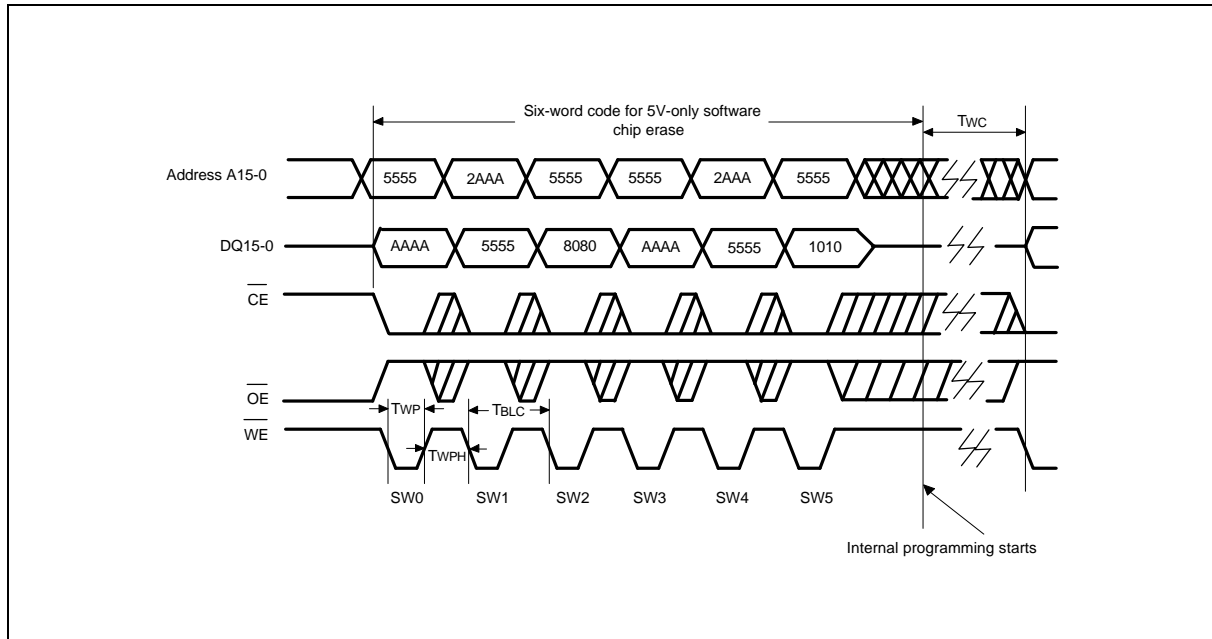 Six-word code for 5V-only software
chip erase
TWC
Address A15-0
5555
2AAA
5555
5555
2AAA
5555
DQ15-0
AAAA
5555
8080
AAAA
5555
1010
CE
OE
TWP
TBLC
WE
TWPH
SW0
SW1
SW2
SW3
SW4
SW5
Internal programming starts